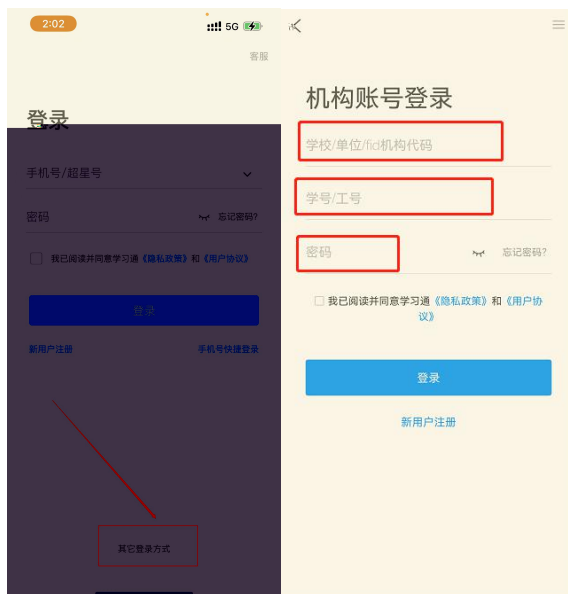 2:02
5G
客服
登录
手机号/超星号
密码
忘记密码?
我已阅读并同意学习通《隐私政策》和《用户协议》
登录
新用户注册
手机号快捷登录
其它登录方式
机构账号登录
学校/单位/fid机构代码
学号/工号
密码
忘记密码?
我已阅读并同意学习通《隐私政策》和《用户协
议》
登录
新用户注册